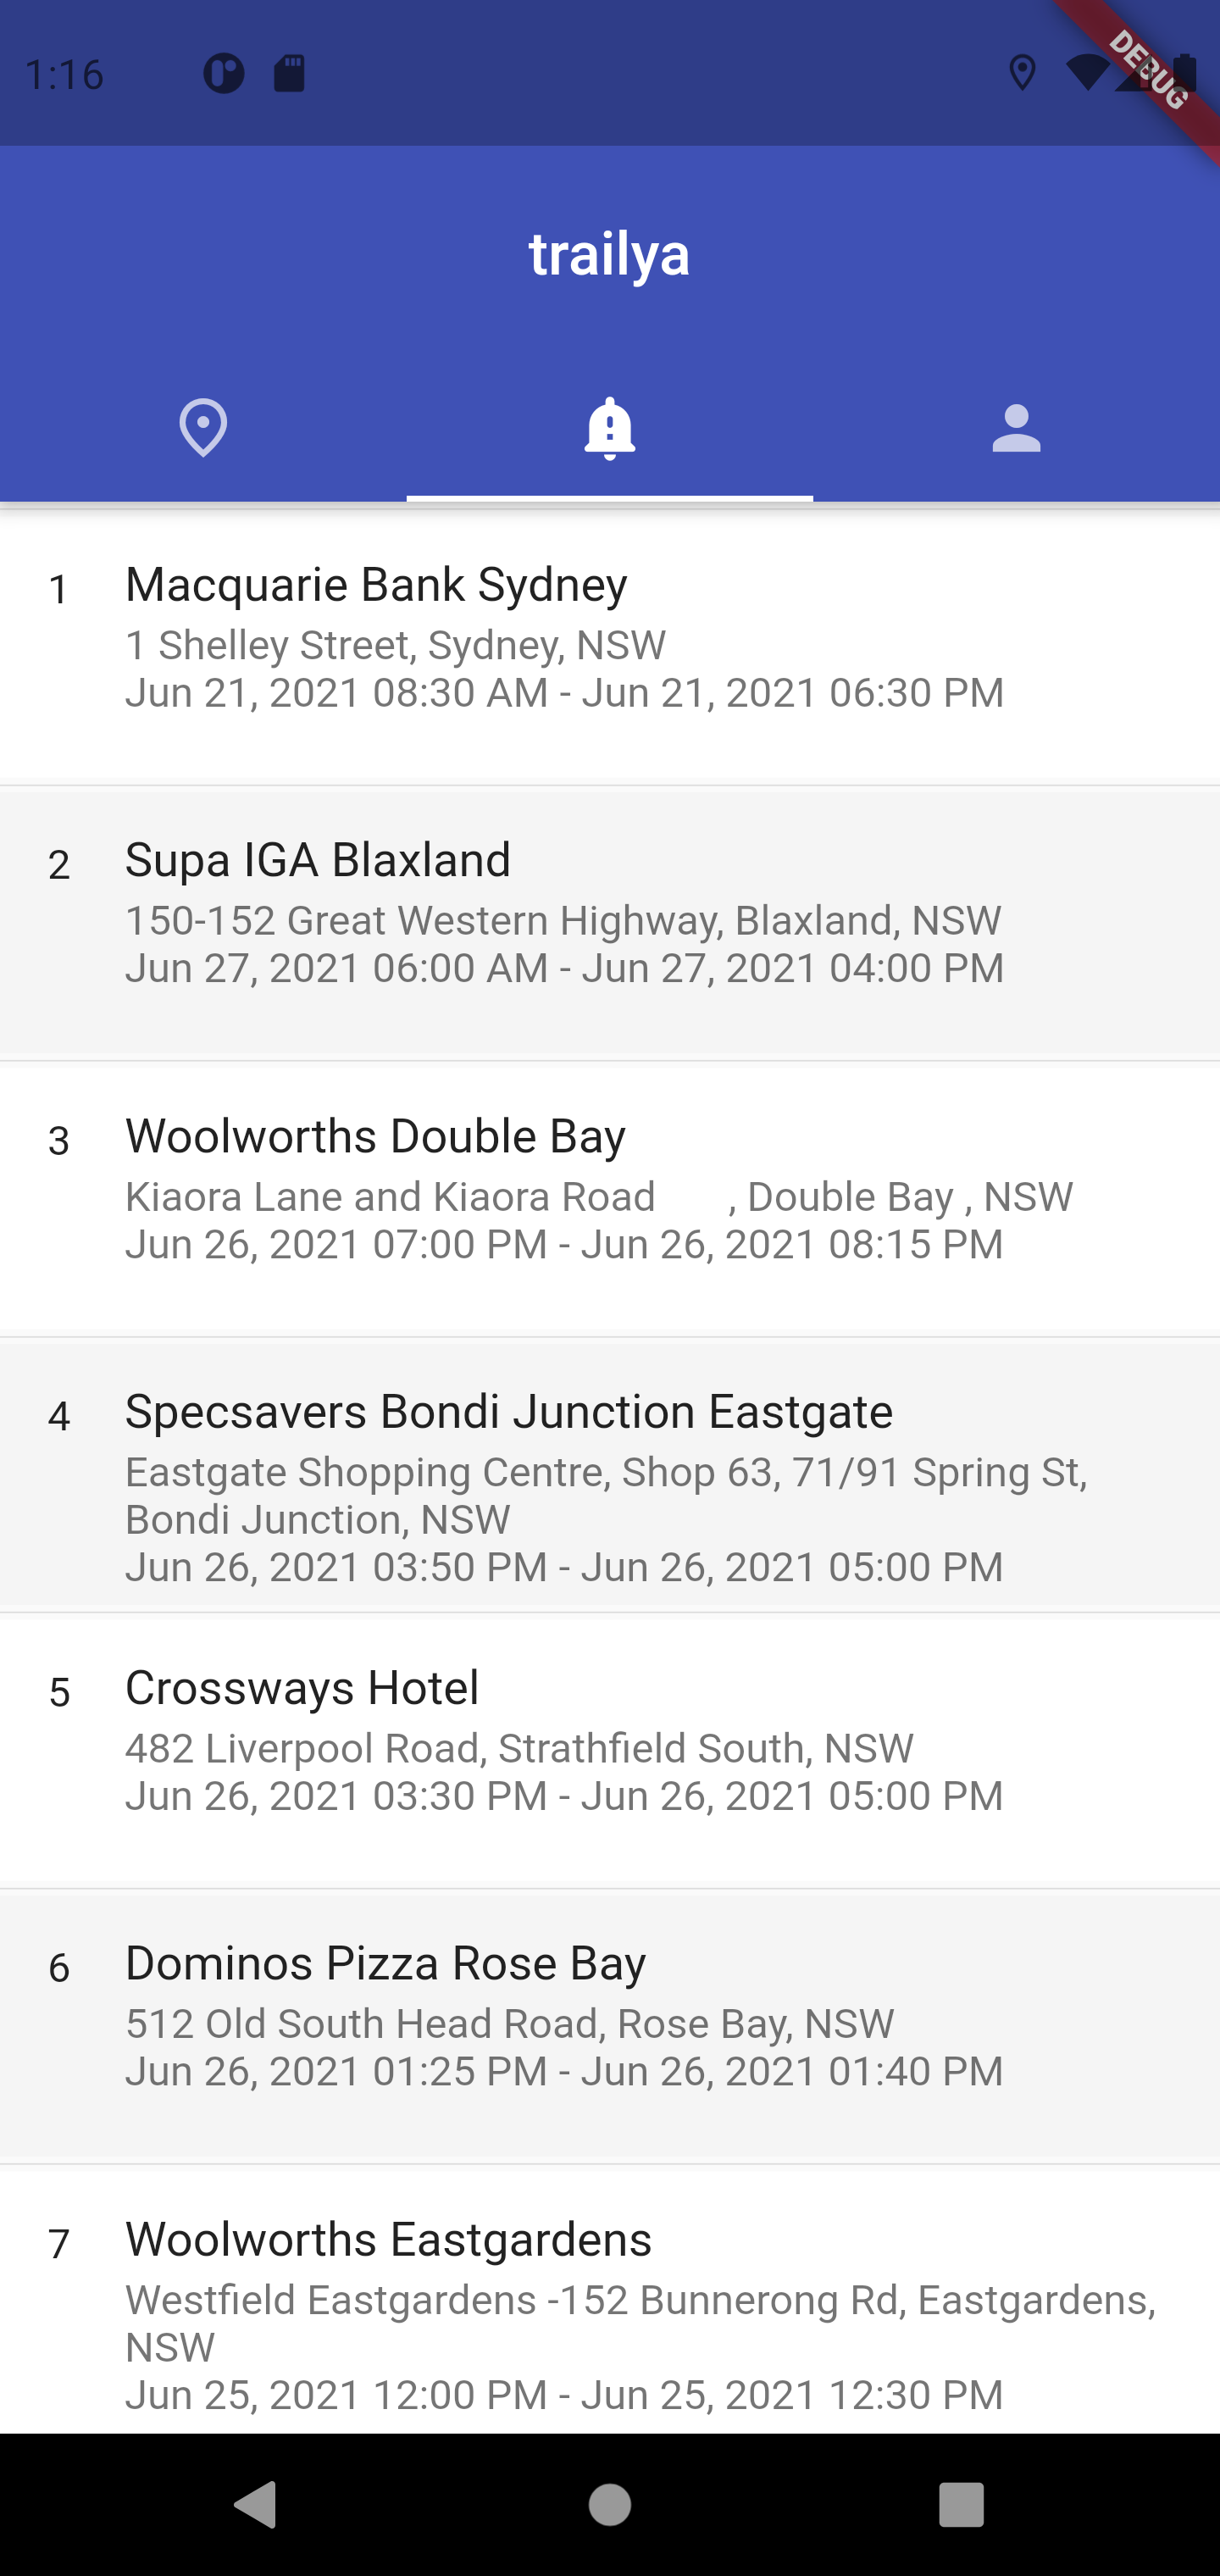 1:16
DEBUG
trailya
1 Macquarie Bank Sydney
1 Shelley Street, Sydney, NSW
Jun 21, 2021 08:30 AM - Jun 21, 2021 06:30 PM
2 Supa IGA Blaxland
150-152 Great Western Highway, Blaxland, NSW
Jun 27, 2021 06:00 AM - Jun 27, 2021 04:00 PM
3 Woolworths Double Bay
Kiaora Lane and Kiaora Road      , Double Bay , NSW
Jun 26, 2021 07:00 PM - Jun 26, 2021 08:15 PM
4 Specsavers Bondi Junction Eastgate
Eastgate Shopping Centre, Shop 63, 71/91 Spring St,
Bondi Junction, NSW
Jun 26, 2021 03:50 PM - Jun 26, 2021 05:00 PM
5 Crossways Hotel
482 Liverpool Road, Strathfield South, NSW
Jun 26, 2021 03:30 PM - Jun 26, 2021 05:00 PM
6 Dominos Pizza Rose Bay
512 Old South Head Road, Rose Bay, NSW
Jun 26, 2021 01:25 PM - Jun 26, 2021 01:40 PM
7 Woolworths Eastgardens
Westfield Eastgardens -152 Bunnerong Rd, Eastgardens,
NSW
Jun 25, 2021 12:00 PM - Jun 25, 2021 12:30 PM